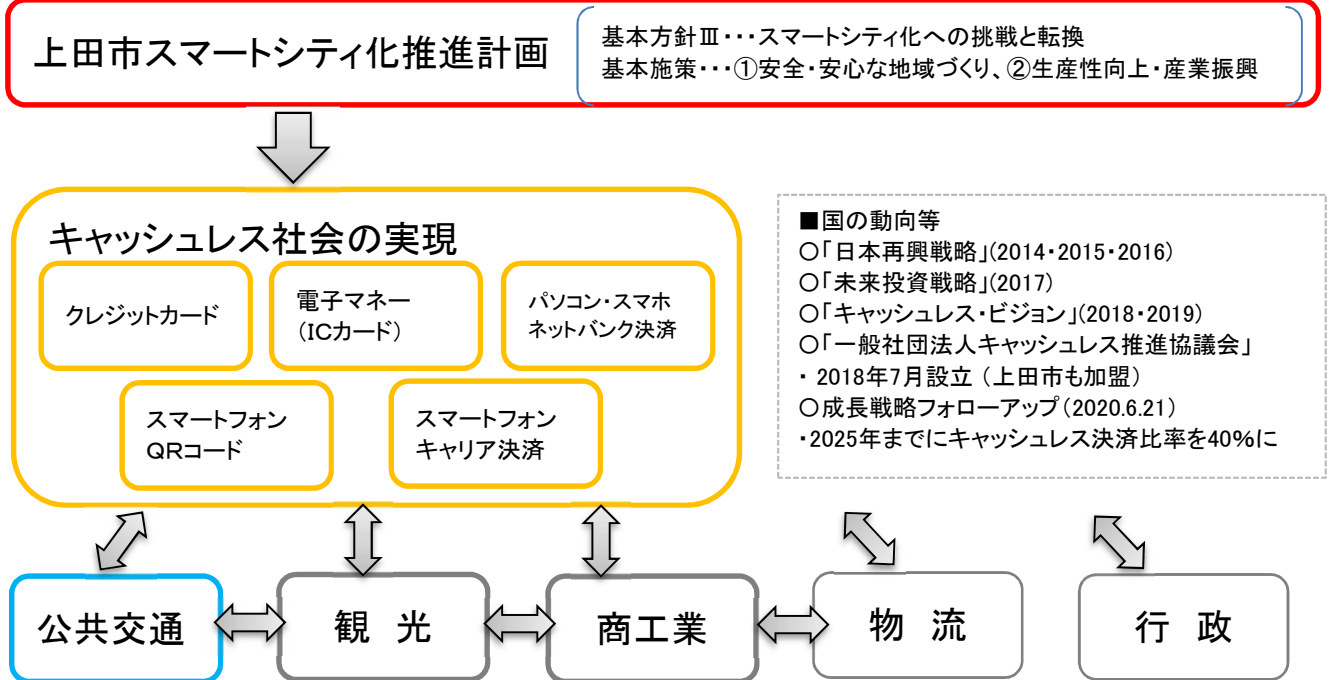 上田市スマートシティ化推進計画
基本方針Ⅲ・・・スマートシティ化への挑戦と転換
基本施策・・・①安全・安心な地域づくり、②生産性向上・産業振興
キャッシュレス社会の実現
クレジットカード
電子マネー
(ICカード)
パソコン・スマホ
ネットバンク決済
スマートフォン
QRコード
スマートフォン
キャリア決済
■国の動向等
○「日本再興戦略」(2014・2015・2016)
○「未来投資戦略」(2017)
○「キャッシュレス・ビジョン」(2018・2019)
○「一般社団法人キャッシュレス推進協議会」
・ 2018年7月設立 (上田市も加盟)
○成長戦略フォローアップ(2020.6.21)
・2025年までにキャッシュレス決済比率を40%に
公共交通
観 光
商工業
物 流
行 政